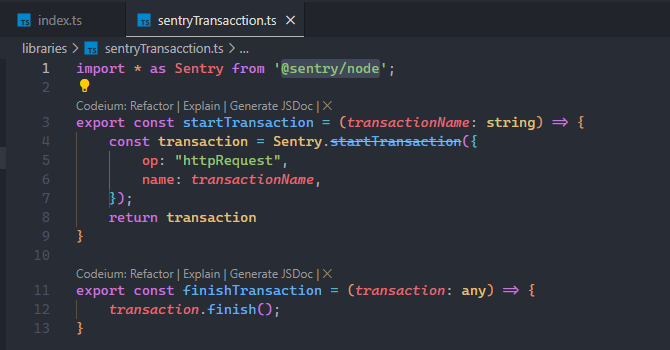 TS index.ts
TS sentryTransacction.ts ×
libraries > TS sentryTransacction.ts > ...
1 import * as Sentry from '@sentry/node';
2
Codeium: Refactor | Explain | Generate JSDoc | ×
3 export const startTransaction = (transactionName: string) => {
4 const transaction = Sentry.startTransaction({
5 op: "httpRequest",
6 name: transactionName,
7 });
8 return transaction
9 }
10
Codeium: Refactor | Explain | Generate JSDoc | ×
11 export const finishTransaction = (transaction: any) => {
12 transaction.finish();
13 }